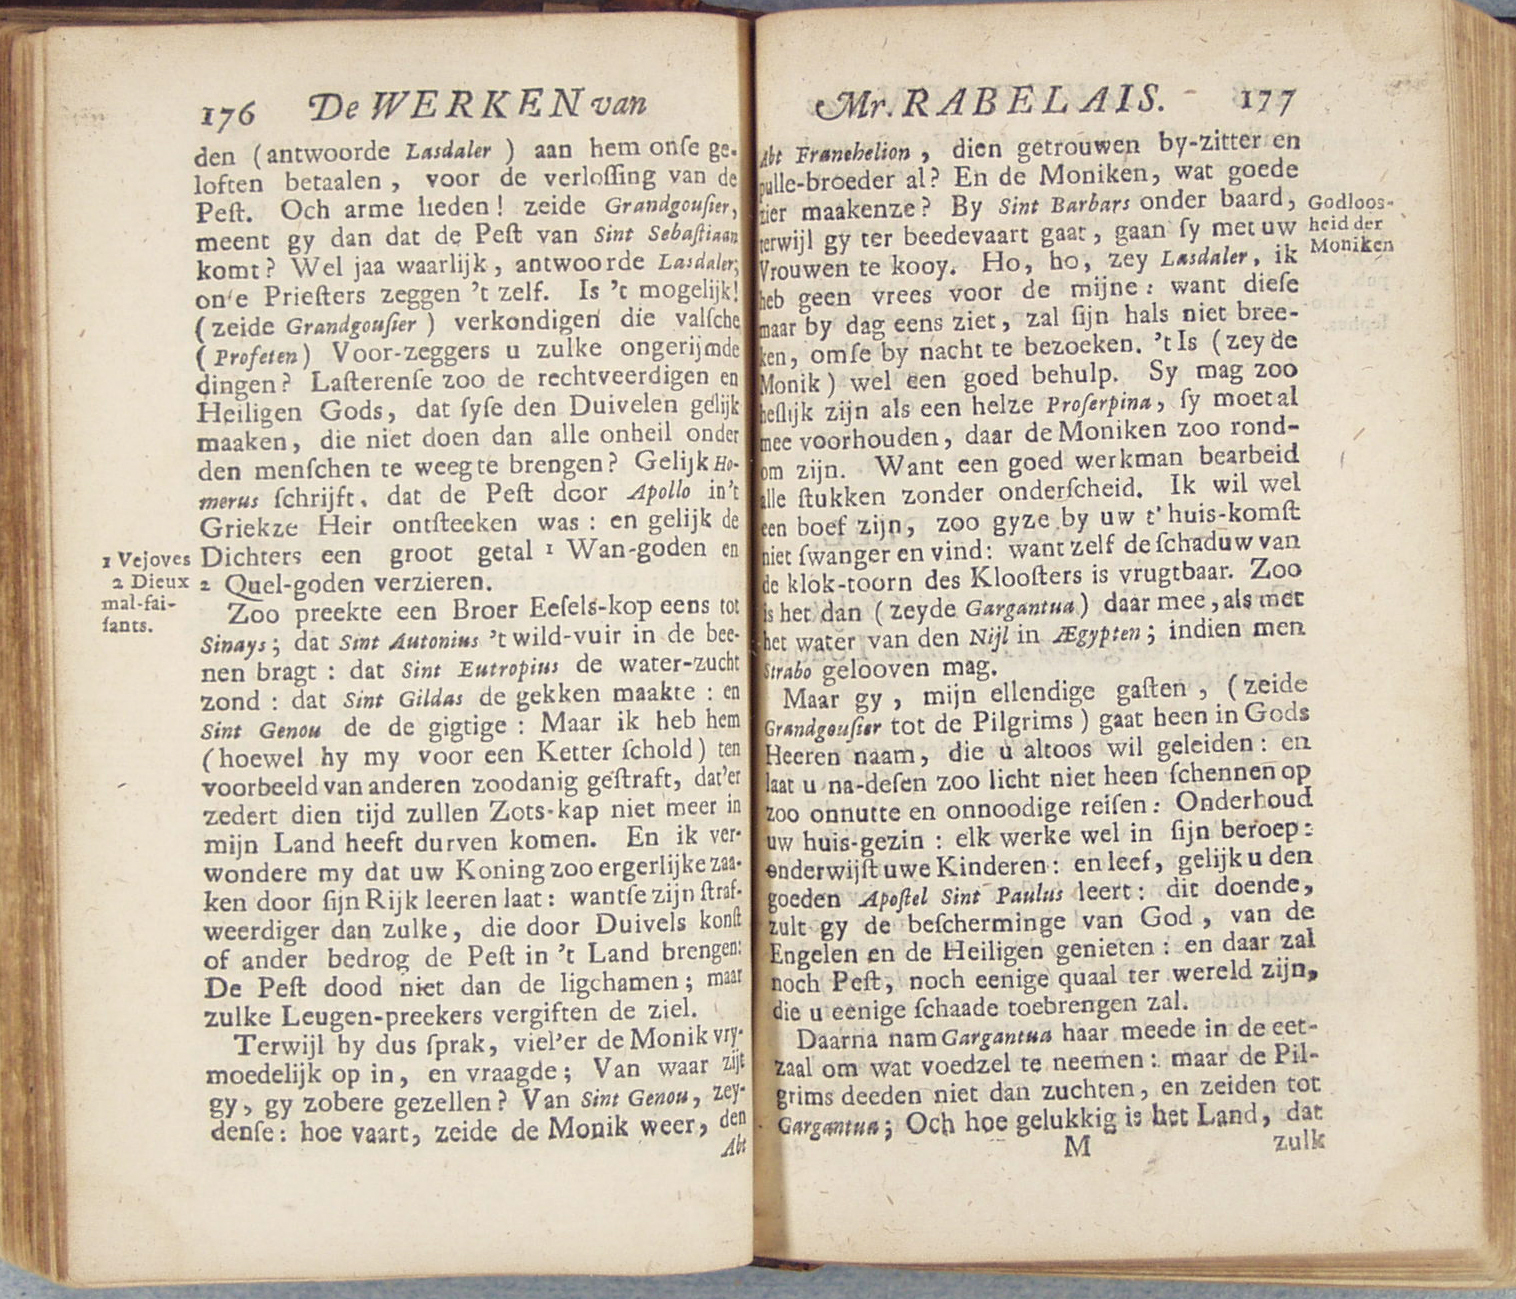 176 De WERKEN van
den (antwoorde Lasdaler ) aan hem onſe ge-
loften betaalen , voor de verloſſing van de
Peſt. Och arme lieden! zeide Grandgouſier,
meent gy dan dat de Peſt van Sint Sebaſtiaan
komt? Wel jaa waarlijk, antwoorde Lasdaler;
on'e Prieſters zeggen 't zelf. Is 't mogelijk!
(zeide Grandgouſier ) verkondigen die valſche
(Profeten) Voor-zeggers u zulke ongerijmde
dingen? Laſterenſe zoo de rechtveerdigen en
Heiligen Gods, dat ſyſe den Duivelen gelijk
maaken, die niet doen dan alle onheil onder
den menſchen te weeg te brengen? Gelijk Ho-
merus ſchrijft, dat de Peſt door Apollo in't
Griekze Heir ontſteeken was : en gelijk de
Dichters een groot getal 1 Wan-goden en
2 Quel-goden verzieren.
1 Vejoves
2 Dieux
mal-fai-
ſants.
Zoo preekte een Broer Eeſels-kop eens tot
Sinays; dat Sint Autonius 't wild-vuir in de bee-
nen bragt : dat Sint Eutropius de water-zucht
zond : dat Sint Gildas de gekken maakte : en
Sint Genou de de gigtige : Maar ik heb hem
(hoewel hy my voor een Ketter ſchold) ten
voorbeeld van anderen zoodanig geſtraft, dat'er
zedert dien tijd zullen Zots-kap niet meer in
mijn Land heeft durven komen. En ik ver-
wondere my dat uw Koning zoo ergerlijke zaa-
ken door ſijn Rijk leeren laat : wantſe zijn ſtraf-
weerdiger dan zulke, die door Duivels konſt
of ander bedrog de Peſt in 't Land brengen:
De Peſt dood niet dan de ligchamen; maar
zulke Leugen-preekers vergiften de ziel.
Terwijl hy dus ſprak, viel'er de Monik vry-
moedelijk op in, en vraagde; Van waar zijt
gy, gy zobere gezellen? Van Sint Genou, zey-
denſe: hoe vaart, zeide de Monik weer, den
Abt
Mr. RABELAIS. 177
Abt Franchelion , dien getrouwen by-zitter en
pulle-broeder al? En de Moniken, wat goede
zier maakenze? By Sint Barbars onder baard,
terwijl gy ter beedevaart gaat, gaan ſy met uw
Vrouwen te kooy. Ho, ho, zey Lasdaler, ik
heb geen vrees voor de mijne: want dieſe
maar by dag eens ziet, zal ſijn hals niet bree-
ken, omſe by nacht te bezoeken. 't Is (zeyde
Monik) wel een goed behulp. Sy mag zoo
heſlijk zijn als een helze Proſerpina, ſy moet al
mee voorhouden, daar de Moniken zoo rond-
om zijn. Want een goed werkman bearbeid
alle ſtukken zonder onderſcheid. Ik wil wel
een boef zijn, zoo gyze by uw t'huis-komſt
niet ſwanger en vind: want zelf de ſchaduw van
de klok-toorn des Klooſters is vrugtbaar. Zoo
is het dan (zeyde Gargantua) daar mee, als met
het water van den Nijl in Ægypten; indien men
Strabo gelooven mag.
Godloos-
heid der
Moniken
Maar gy , mijn ellendige gaſten , (zeide
Grandgouſier tot de Pilgrims) gaat heen in Gods
Heeren naam, die u altoos wil geleiden: en
laat u na-deſen zoo licht niet heen ſchennen op
zoo onnutte en onnoodige reiſen: Onderhoud
uw huis-gezin : elk werke wel in ſijn beroep:
onderwijſt uwe Kinderen: en leef, gelijk u den
goeden Apoſtel Sint Paulus leert: dit doende,
zult gy de beſcherminge van God, van de
Engelen en de Heiligen genieten : en daar zal
noch Peſt, noch eenige quaal ter wereld zijn,
die u eenige ſchaade toebrengen zal.
Daarna nam Gargantua haar meede in de eet-
zaal om wat voedzel te neemen: maar de Pil-
grims deeden niet dan zuchten, en zeiden tot
Gargantua; Och hoe gelukkig is het Land, dat
M zulk